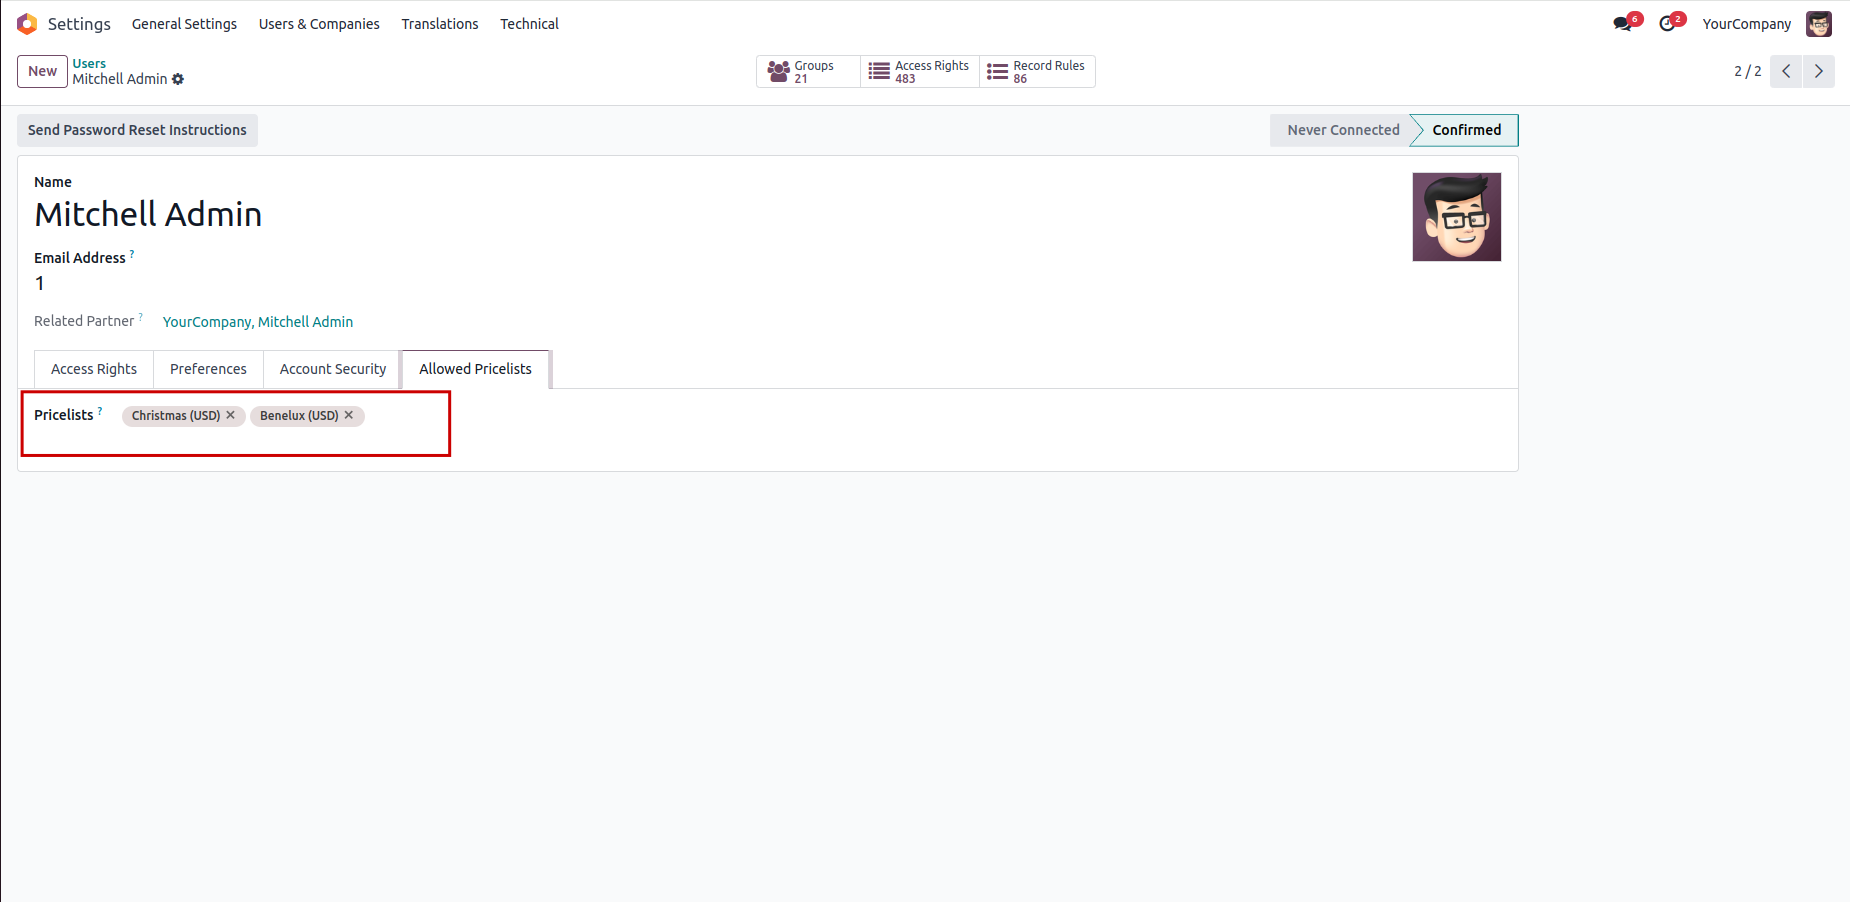 Settings General Settings Users & Companies Translations Technical 6 2 YourCompany
New Users Groups Access Rights Record Rules 2 / 2
Mitchell Admin 21 483 86
Send Password Reset Instructions Never Connected Confirmed
Name
Mitchell Admin
Email Address ?
1
Related Partner ? YourCompany, Mitchell Admin
Access Rights Preferences Account Security Allowed Pricelists
Pricelists ? Christmas (USD) ✕ Benelux (USD) ✕